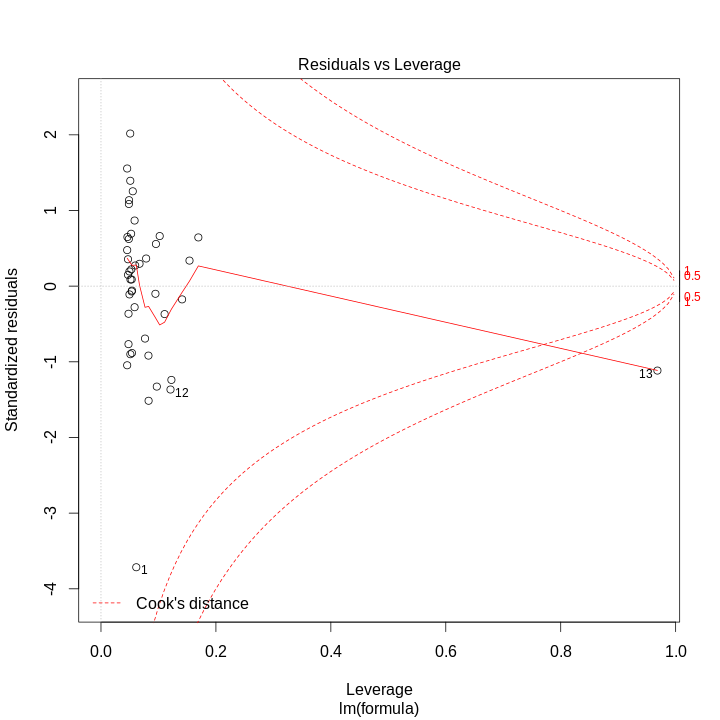 Residuals vs Leverage
Standardized residuals
2
1
0
-1
-2
-3
-4
1
0.5
0.5
1
13
12
1
Cook's distance
0.0 0.2 0.4 0.6 0.8 1.0
Leverage
lm(formula)